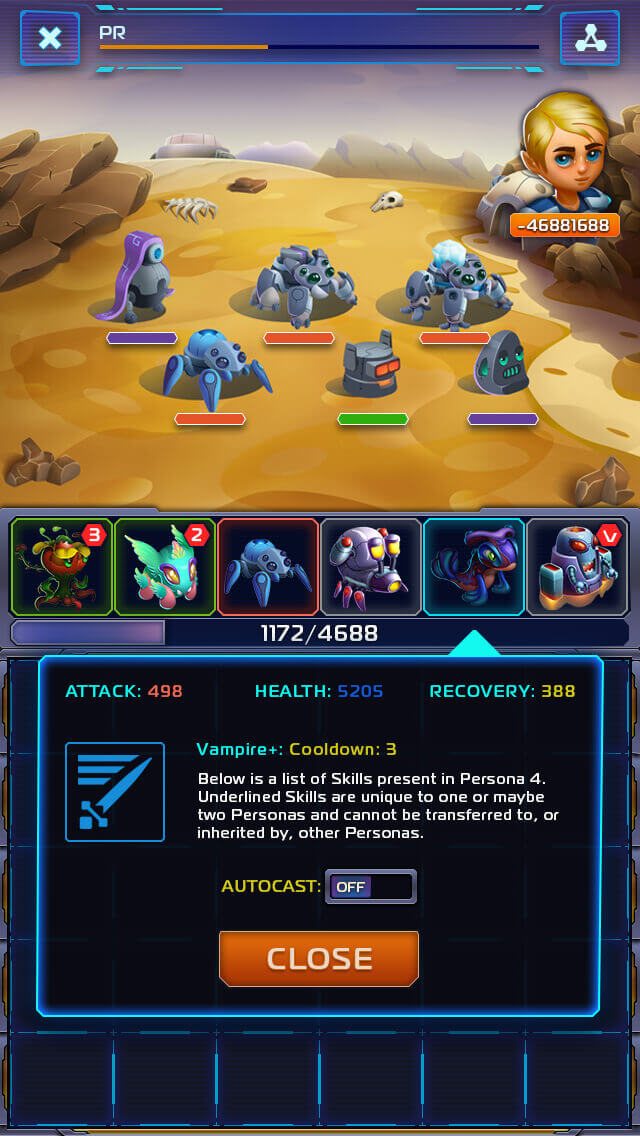 PR
-46881688
3
2
V
1172/4688
ATTACK: 498
HEALTH: 5205
RECOVERY: 388
Vampire+: Cooldown: 3
Below is a list of Skills present in Persona 4.
Underlined Skills are unique to one or maybe
two Personas and cannot be transferred to, or
inherited by, other Personas.
AUTOCAST: OFF
CLOSE